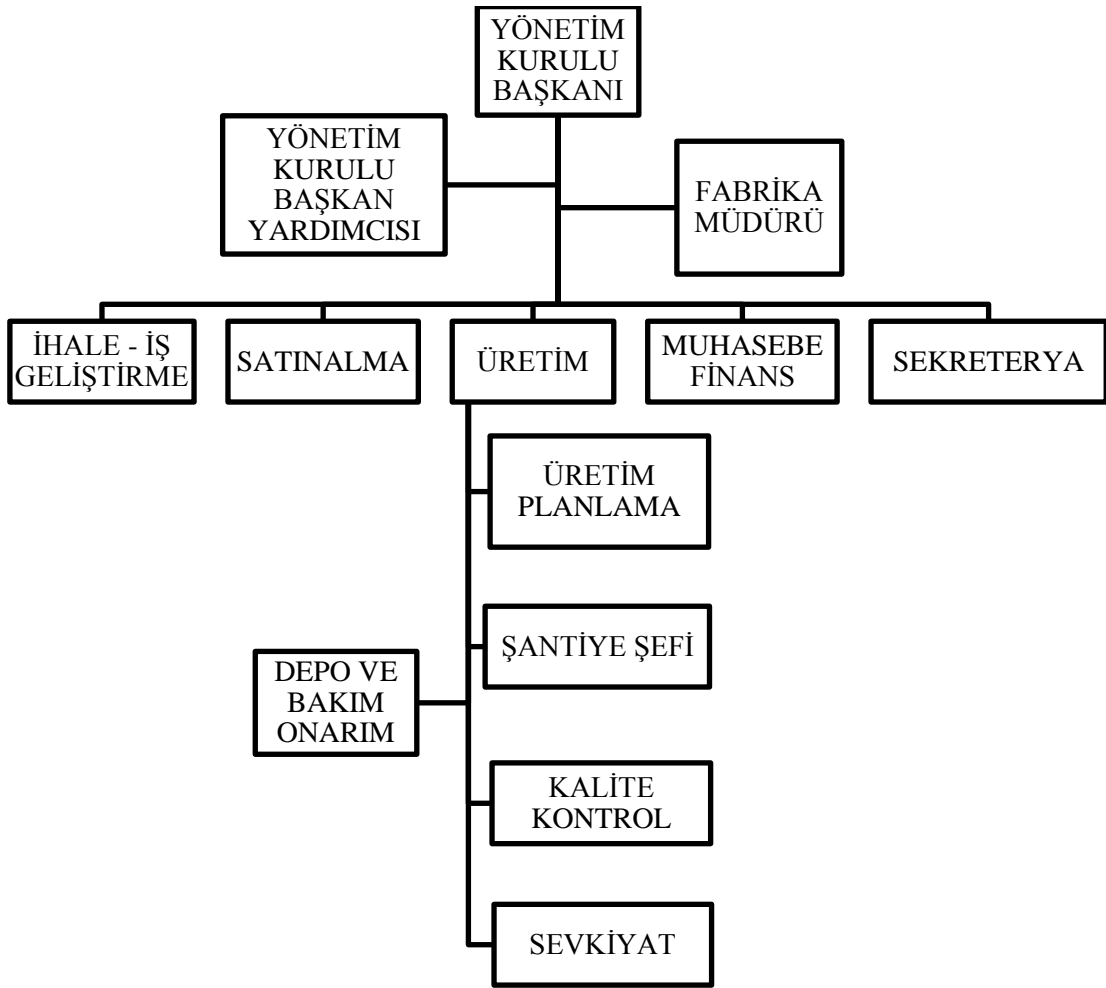 YÖNETİM
KURULU
BAŞKANI
YÖNETİM
KURULU
BAŞKAN
YARDIMCISI
FABRİKA
MÜDÜRÜ
İHALE - İŞ
GELİŞTİRME
SATINALMA
ÜRETİM
MUHASEBE
FİNANS
SEKRETERYA
ÜRETİM
PLANLAMA
ŞANTİYE ŞEFİ
DEPO VE
BAKIM
ONARIM
KALİTE
KONTROL
SEVKİYAT